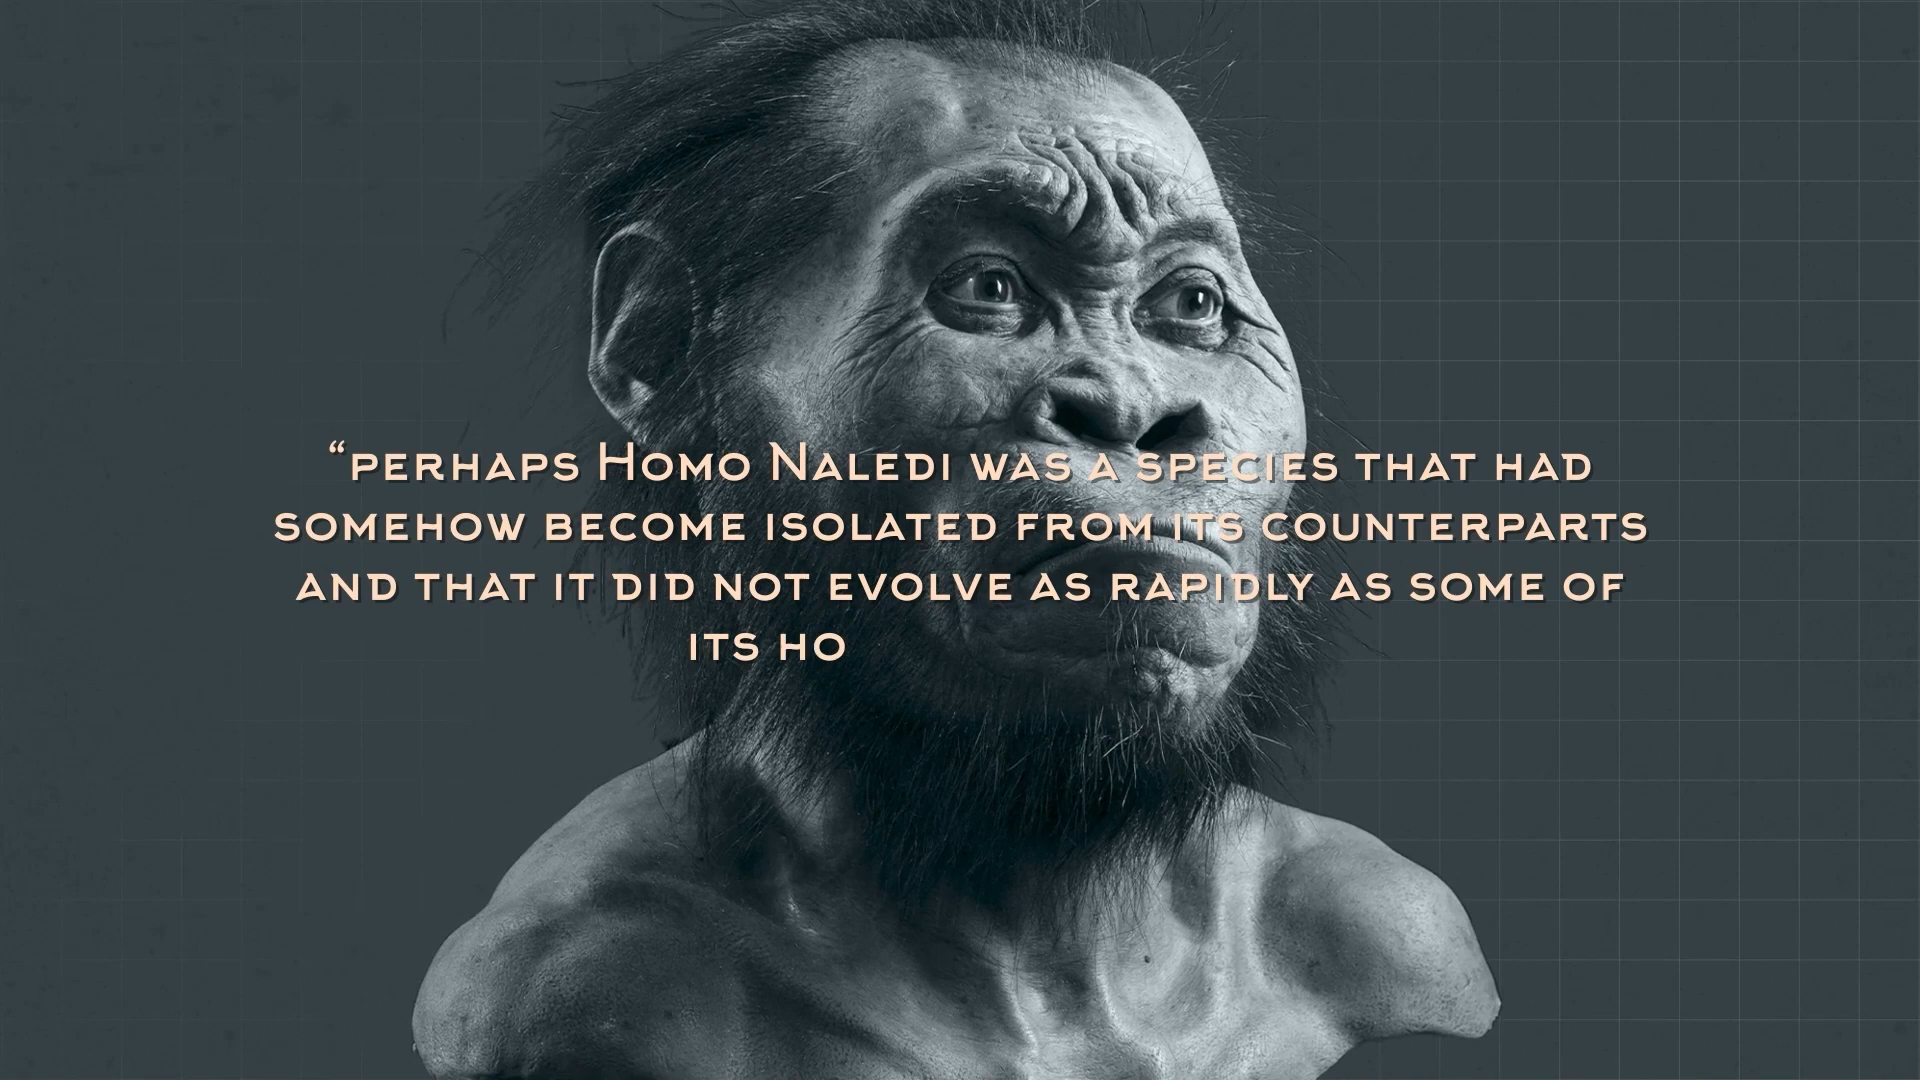 “perhaps Homo Naledi was a species that had
somehow become isolated from its counterparts
and that it did not evolve as rapidly as some of
its ho